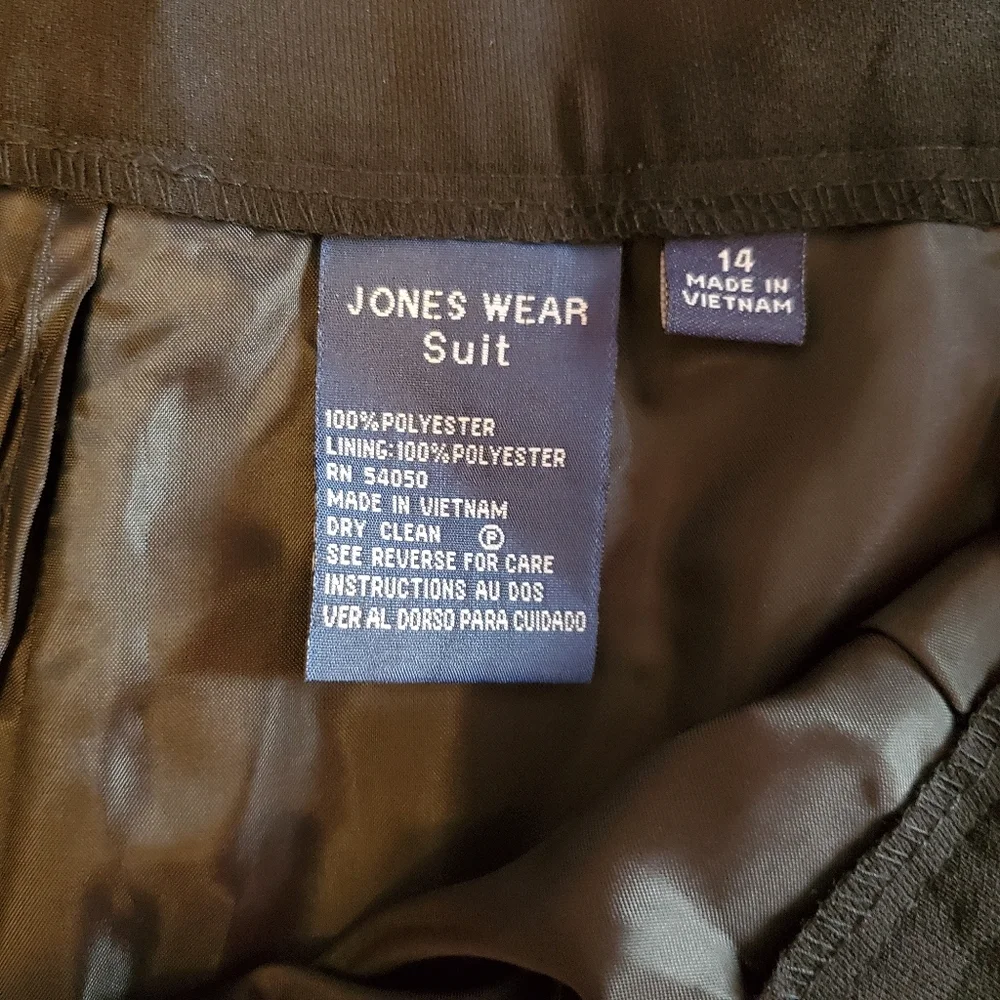 JONES WEAR
Suit
100% POLYESTER
LINING: 100% POLYESTER
RN 54050
MADE IN VIETNAM
DRY CLEAN Ⓟ
SEE REVERSE FOR CARE
INSTRUCTIONS AU DOS
VER AL DORSO PARA CUIDADO
14
MADE IN
VIETNAM